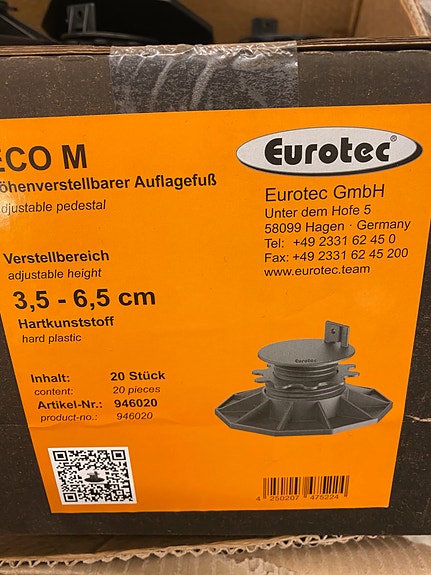 ECO M
öhenverstellbarer Auflagefuß
djustable pedestal
Verstellbereich
adjustable height
3,5 - 6,5 cm
Hartkunststoff
hard plastic
Inhalt: 20 Stück
content: 20 pieces
Artikel-Nr.: 946020
product-no.: 946020
Eurotec®
Eurotec GmbH
Unter dem Hofe 5
58099 Hagen · Germany
Tel: +49 2331 62 45 0
Fax: +49 2331 62 45 200
www.eurotec.team
Eurotec
4 250207 475224